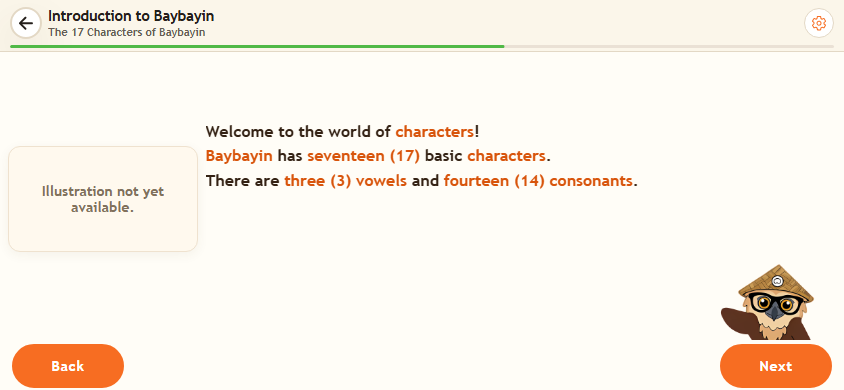 Introduction to Baybayin
The 17 Characters of Baybayin
Welcome to the world of characters!
Baybayin has seventeen (17) basic characters.
There are three (3) vowels and fourteen (14) consonants.
Illustration not yet
available.
Back
Next